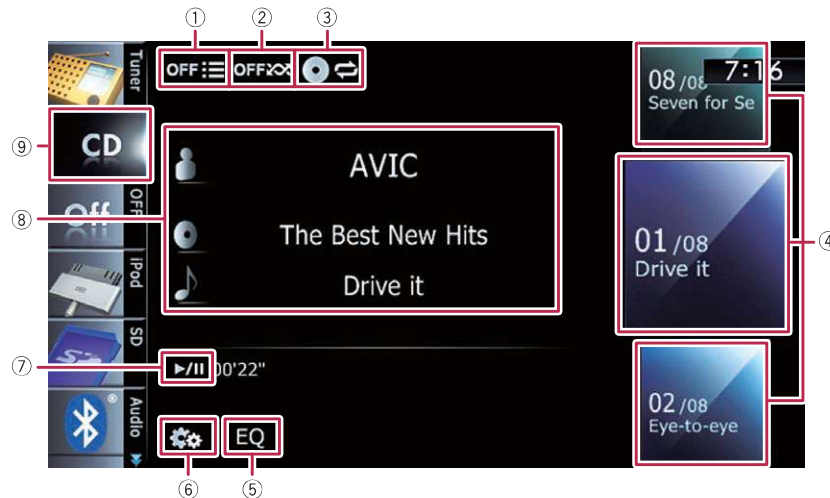 ① ② ③
Tuner
OFF OFF
08/08 7:16
Seven for Se
⑨ CD
AVIC
⑧ Off OFF
The Best New Hits
01/08 ④
Drive it
iPod
Drive it
SD
⑦ ►/II 00'22"
02/08
Eye-to-eye
Audio
EQ
⑥ ⑤